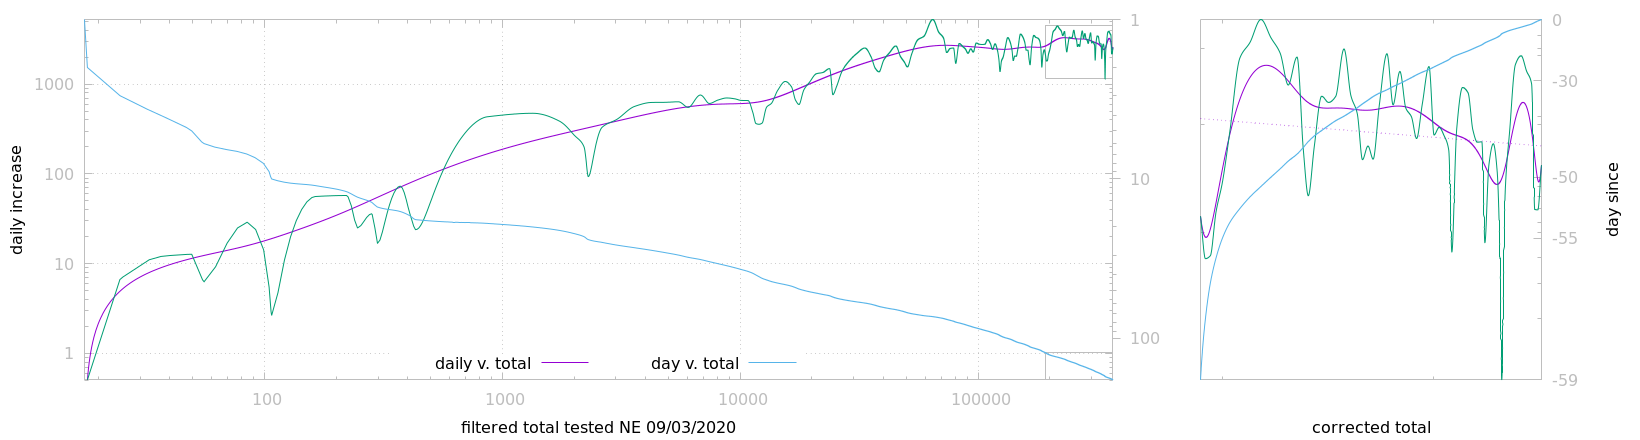 daily increase
1000
100
10
1
100
1000
10000
100000
filtered total tested NE 09/03/2020
daily v. total
day v. total
1
10
100
0
-30
-50
-55
-59
day since
corrected total